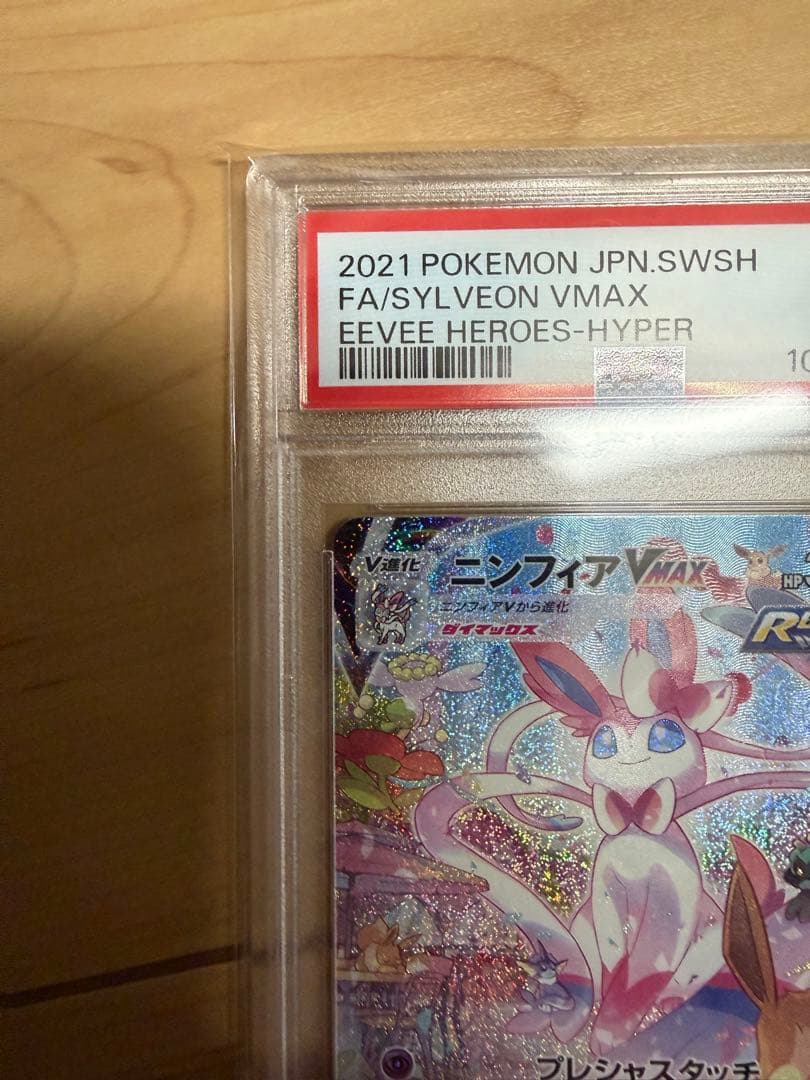 2021 POKEMON JPN.SWSH
FA/SYLVEON VMAX
EEVEE HEROES-HYPER
10
V進化
ニンフィアVMAX
HP
ニンフィアVから進化
ダイマックス
プレシャスタッチ